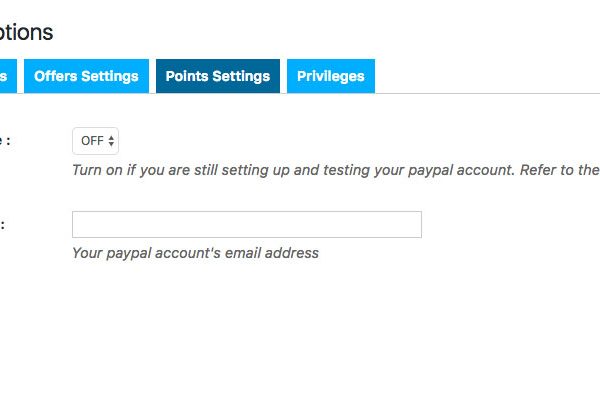 ptions
s Offers Settings Points Settings Privileges
e : OFF
Turn on if you are still setting up and testing your paypal account. Refer to the
:
Your paypal account's email address